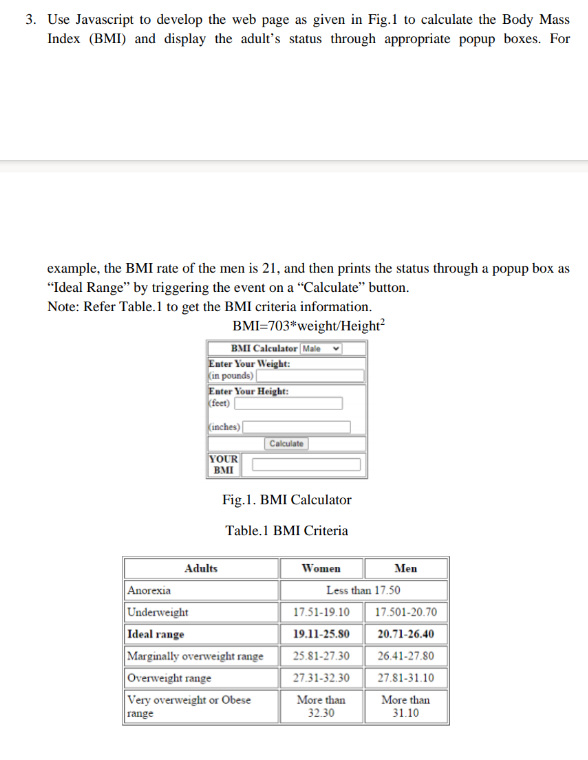 3. Use Javascript to develop the web page as given in Fig.1 to calculate the Body Mass
Index (BMI) and display the adult's status through appropriate popup boxes. For
example, the BMI rate of the men is 21, and then prints the status through a popup box as
“Ideal Range” by triggering the event on a “Calculate” button.
Note: Refer Table.1 to get the BMI criteria information.
BMI=703*weight/Height²
BMI Calculator Male
Enter Your Weight:
(in pounds)
Enter Your Height:
(feet)
(inches)
Calculate
YOUR
BMI
Fig.1. BMI Calculator
Table.1 BMI Criteria
Adults Women Men
Anorexia Less than 17.50
Underweight 17.51-19.10 17.501-20.70
Ideal range 19.11-25.80 20.71-26.40
Marginally overweight range 25.81-27.30 26.41-27.80
Overweight range 27.31-32.30 27.81-31.10
Very overweight or Obese More than More than
range 32.30 31.10